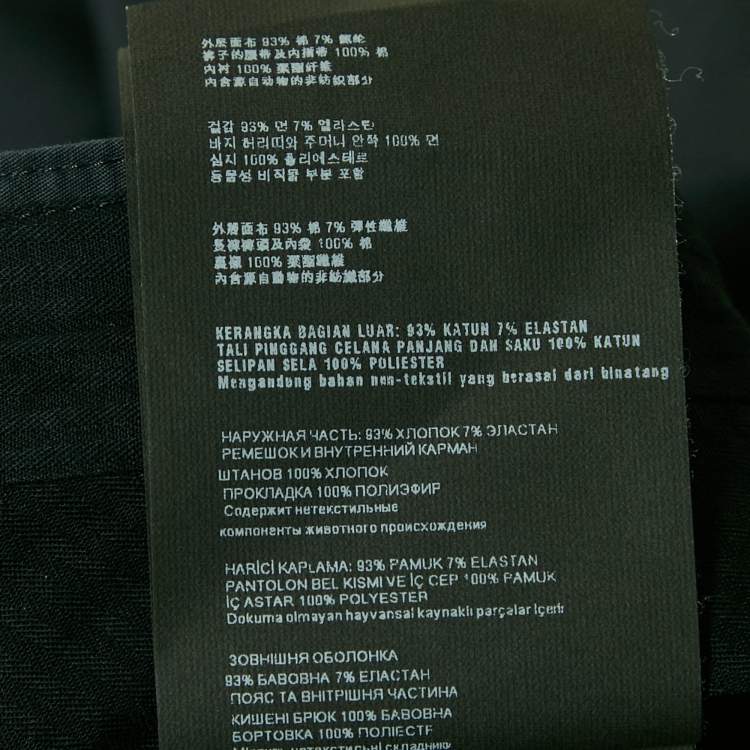 外层面布 93% 棉 7% 氨纶
裤子的腰带及内插带 100% 棉
内衬 100% 聚酯纤维
内含源自动物的非纺织部分
겉감 93% 면 7% 엘라스탄
바지 허리띠와 주머니 안쪽 100% 면
심지 100% 폴리에스테르
동물성 비직물 부분 포함
外層面布 93% 棉 7% 彈性纖維
長褲褲頭及內袋 100% 棉
裏襯 100% 聚酯纖維
內含源自動物的非紡織部分
KERANGKA BAGIAN LUAR: 93% KATUN 7% ELASTAN
TALI PINGGANG CELANA PANJANG DAN SAKU 100% KATUN
SELIPAN SELA 100% POLIESTER
Mengandung bahan non-tekstil yang berasal dari binatang
НАРУЖНАЯ ЧАСТЬ: 93% ХЛОПОК 7% ЭЛАСТАН
РЕМЕШОК И ВНУТРЕННИЙ КАРМАН
ШТАНОВ 100% ХЛОПОК
ПРОКЛАДКА 100% ПОЛИЭФИР
Содержит нетекстильные
компоненты животного происхождения
HARİCİ KAPLAMA: 93% PAMUK 7% ELASTAN
PANTOLON BEL KISMI VE İÇ CEP 100% PAMUK
İÇ ASTAR 100% POLYESTER
Dokuma olmayan hayvansal kaynaklı parçalar içerir
ЗОВНІШНЯ ОБОЛОНКА
93% БАВОВНА 7% ЕЛАСТАН
ПОЯС ТА ВНІТРІШНЯ ЧАСТИНА
КИШЕНІ БРЮК 100% БАВОВНА
БОРТОВКА 100% ПОЛІЕСТЕР
Містить нетекстильні складники